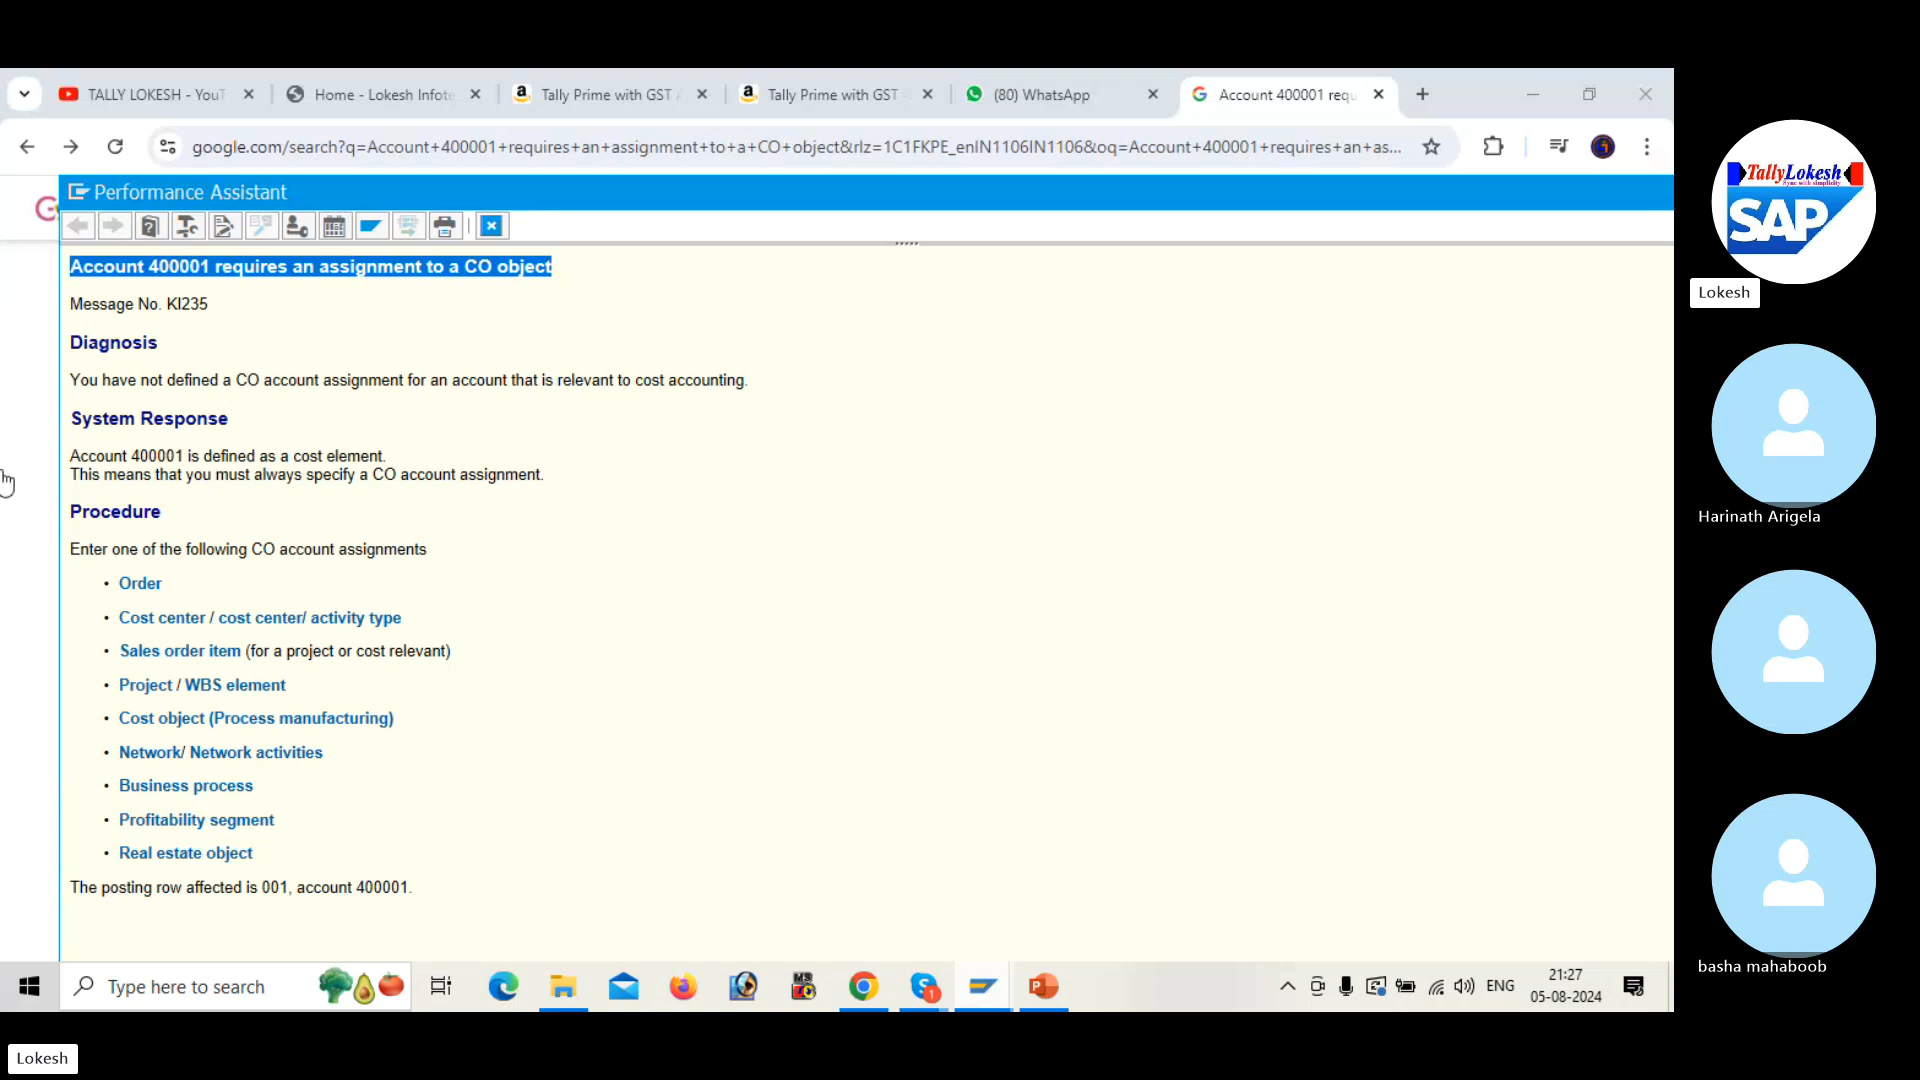 TALLY LOKESH - YouT
Home - Lokesh Infote
Tally Prime with GST
Tally Prime with GST -
(80) WhatsApp
Account 400001 requ
google.com/search?q=Account+400001+requires+an+assignment+to+a+CO+object&rlz=1C1FKPE_enIN1106IN1106&oq=Account+400001+requires+an+as...
Performance Assistant
Account 400001 requires an assignment to a CO object
Message No. KI235
Diagnosis
You have not defined a CO account assignment for an account that is relevant to cost accounting.
System Response
Account 400001 is defined as a cost element.
This means that you must always specify a CO account assignment.
Procedure
Enter one of the following CO account assignments
• Order
• Cost center / cost center/ activity type
• Sales order item (for a project or cost relevant)
• Project / WBS element
• Cost object (Process manufacturing)
• Network/ Network activities
• Business process
• Profitability segment
• Real estate object
The posting row affected is 001, account 400001.
Type here to search
ENG
21:27
05-08-2024
TallyLokesh
Sync with simplicity
SAP
Lokesh
Harinath Arigela
basha mahaboob
Lokesh